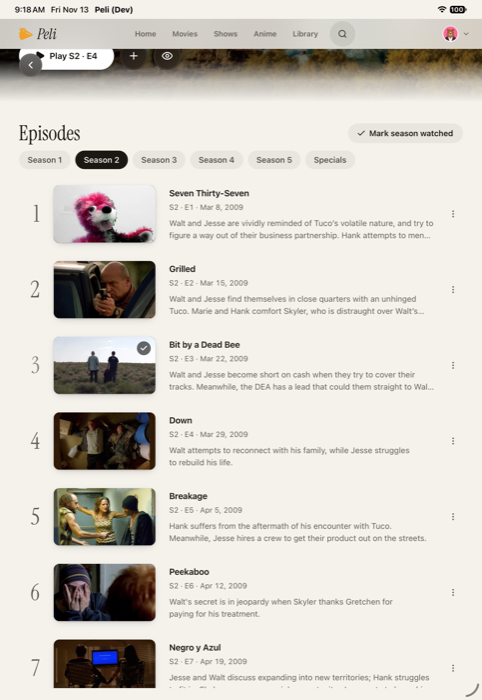 9:18 AM Fri Nov 13 Peli (Dev)
100
Peli
Home Movies Shows Anime Library
Play S2 · E4
Episodes
Mark season watched
Season 1 Season 2 Season 3 Season 4 Season 5 Specials
1
Seven Thirty-Seven
S2 · E1 · Mar 8, 2009
Walt and Jesse are vividly reminded of Tuco's volatile nature, and try to
figure a way out of their business partnership. Hank attempts to men...
2
Grilled
S2 · E2 · Mar 15, 2009
Walt and Jesse find themselves in close quarters with an unhinged
Tuco. Marie and Hank comfort Skyler, who is distraught over Walt's...
3
Bit by a Dead Bee
S2 · E3 · Mar 22, 2009
Walt and Jesse become short on cash when they try to cover their
tracks. Meanwhile, the DEA has a lead that could them straight to Wal...
4
Down
S2 · E4 · Mar 29, 2009
Walt attempts to reconnect with his family, while Jesse struggles
to rebuild his life.
5
Breakage
S2 · E5 · Apr 5, 2009
Hank suffers from the aftermath of his encounter with Tuco.
Meanwhile, Jesse hires a crew to get their product out on the streets.
6
Peekaboo
S2 · E6 · Apr 12, 2009
Walt's secret is in jeopardy when Skyler thanks Gretchen for
paying for his treatment.
7
Negro y Azul
S2 · E7 · Apr 19, 2009
Jesse and Walt discuss expanding into new territories; Hank struggles